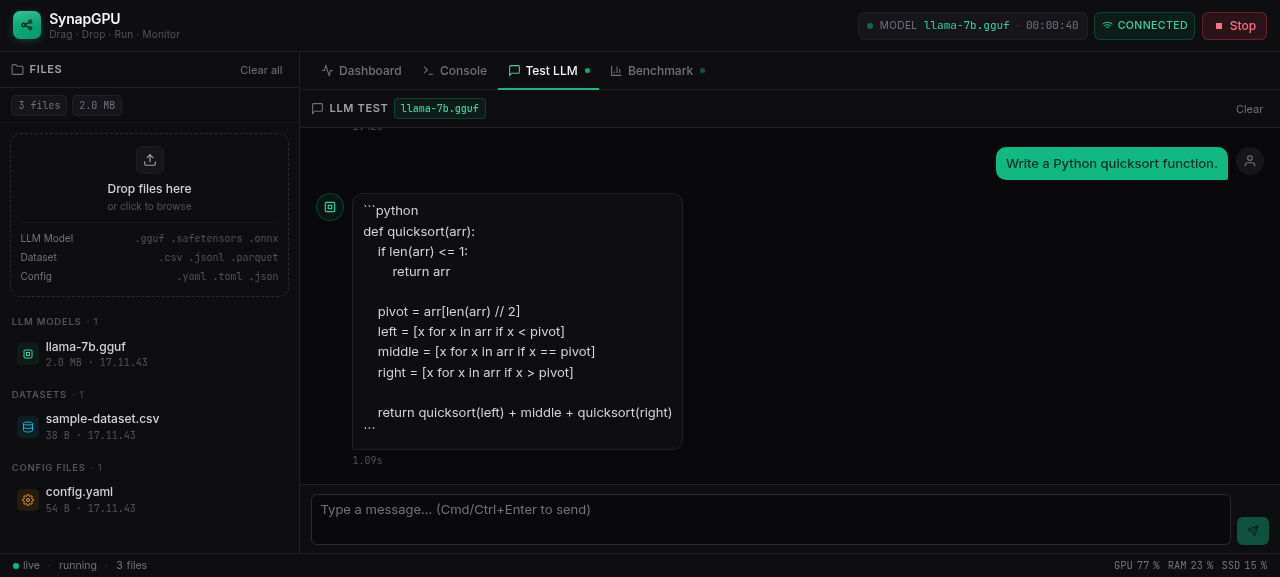 SynapGPU
Drag · Drop · Run · Monitor
MODEL llama-7b.gguf · 00:00:40
CONNECTED
Stop
FILES
Clear all
3 files
2.0 MB
Drop files here
or click to browse
LLM Model .gguf .safetensors .onnx
Dataset .csv .jsonl .parquet
Config .yaml .toml .json
LLM MODELS · 1
llama-7b.gguf
2.0 MB · 17.11.43
DATASETS · 1
sample-dataset.csv
38 B · 17.11.43
CONFIG FILES · 1
config.yaml
54 B · 17.11.43
Dashboard
Console
Test LLM
Benchmark
LLM TEST
llama-7b.gguf
Clear
Write a Python quicksort function.
```python
def quicksort(arr):
    if len(arr) <= 1:
        return arr

    pivot = arr[len(arr) // 2]
    left = [x for x in arr if x < pivot]
    middle = [x for x in arr if x == pivot]
    right = [x for x in arr if x > pivot]

    return quicksort(left) + middle + quicksort(right)
```
1.09s
Type a message... (Cmd/Ctrl+Enter to send)
live · running · 3 files
GPU 77 % RAM 23 % SSD 15 %